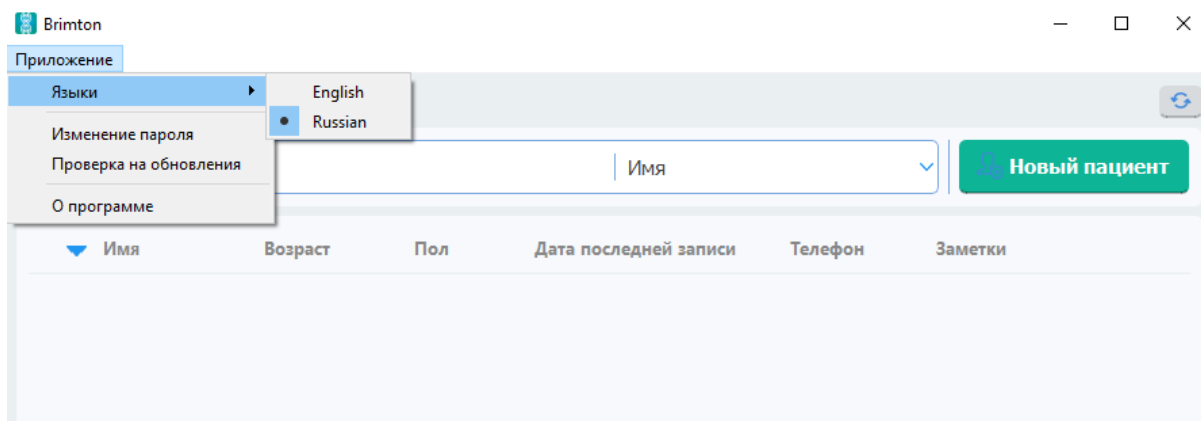 Brimton
Приложение
Языки
English
Russian
Изменение пароля
Проверка на обновления
О программе
Имя
Новый пациент
Имя Возраст Пол Дата последней записи Телефон Заметки